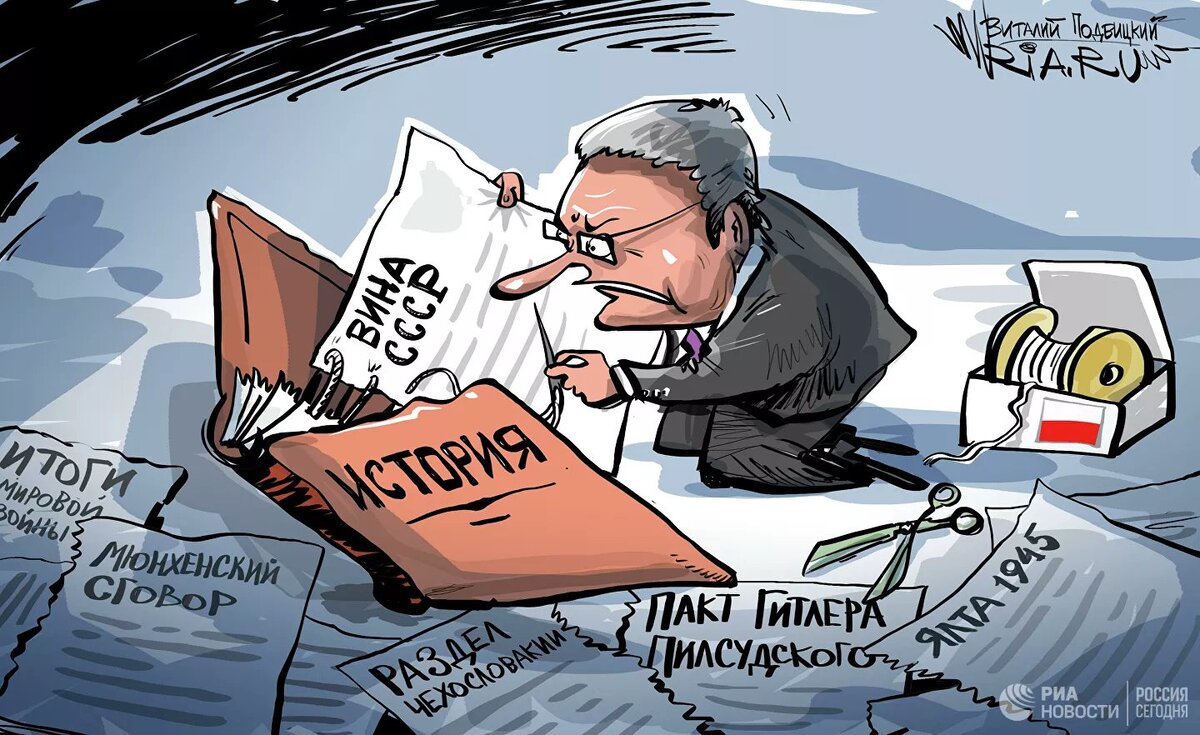 Виталий Подвицкий
RIA.RU
ВИНА
СССР
ИСТОРИЯ
ИТОГИ
МИРОВОЙ
ВОЙНЫ
МЮНХЕНСКИЙ
СГОВОР
РАЗДЕЛ
ЧЕХОСЛОВАКИИ
ПАКТ ГИТЛЕРА
ПИЛСУДСКОГО
ЯЛТА 1945
РИА
НОВОСТИ
РОССИЯ
СЕГОДНЯ